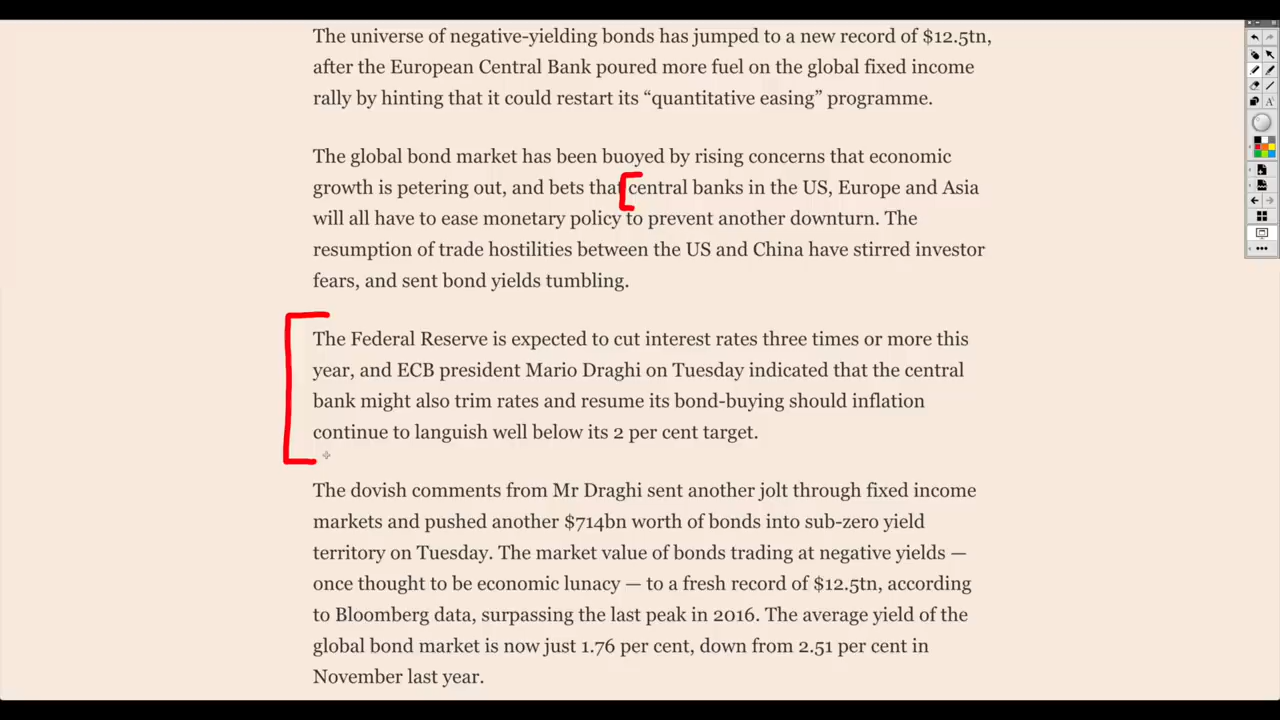 The universe of negative-yielding bonds has jumped to a new record of $12.5tn,
after the European Central Bank poured more fuel on the global fixed income
rally by hinting that it could restart its “quantitative easing” programme.
The global bond market has been buoyed by rising concerns that economic
growth is petering out, and bets that central banks in the US, Europe and Asia
will all have to ease monetary policy to prevent another downturn. The
resumption of trade hostilities between the US and China have stirred investor
fears, and sent bond yields tumbling.
The Federal Reserve is expected to cut interest rates three times or more this
year, and ECB president Mario Draghi on Tuesday indicated that the central
bank might also trim rates and resume its bond-buying should inflation
continue to languish well below its 2 per cent target.
The dovish comments from Mr Draghi sent another jolt through fixed income
markets and pushed another $714bn worth of bonds into sub-zero yield
territory on Tuesday. The market value of bonds trading at negative yields —
once thought to be economic lunacy — to a fresh record of $12.5tn, according
to Bloomberg data, surpassing the last peak in 2016. The average yield of the
global bond market is now just 1.76 per cent, down from 2.51 per cent in
November last year.